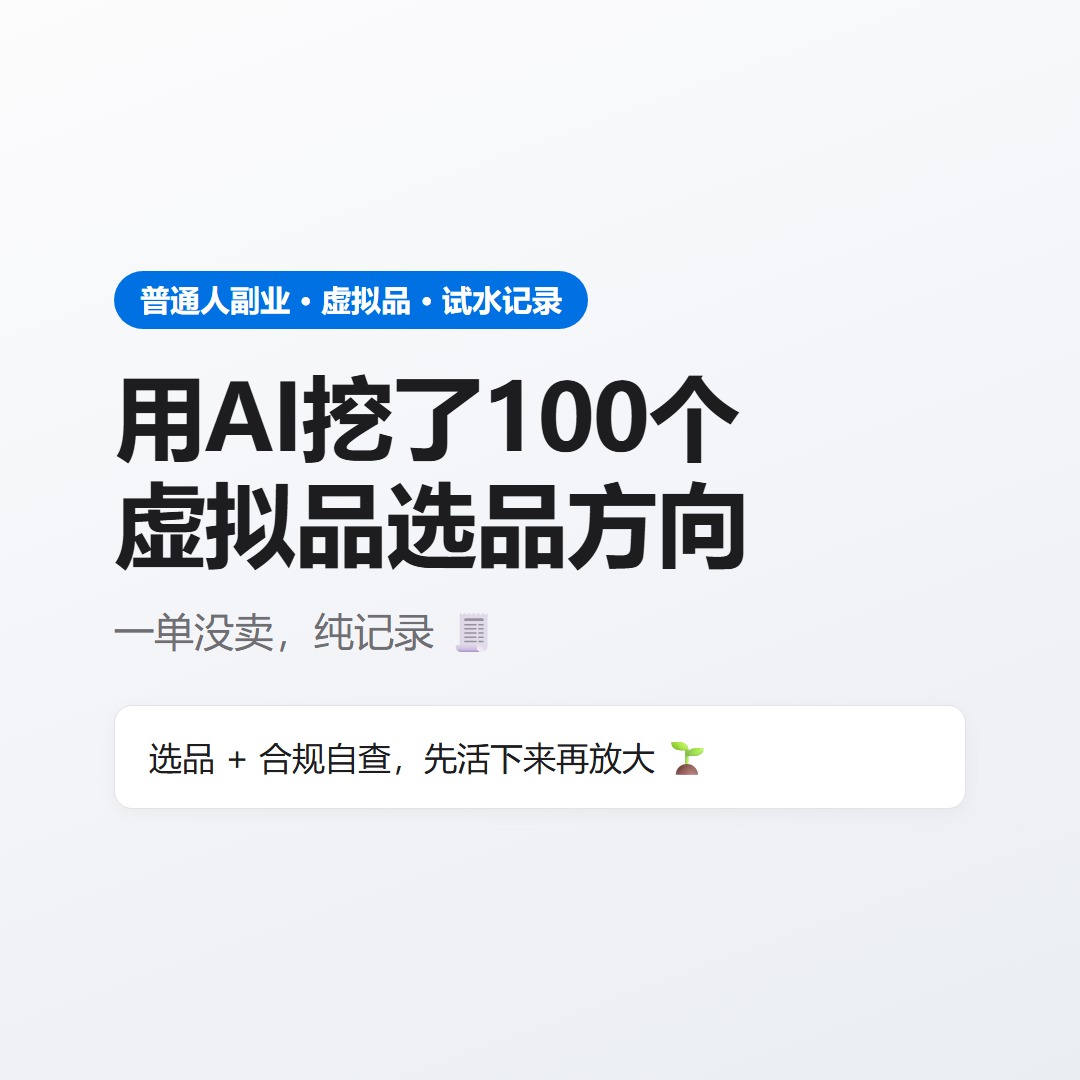 普通人副业 · 虚拟品 · 试水记录
用AI挖了100个
虚拟品选品方向
一单没卖，纯记录 📜
选品 + 合规自查，先活下来再放大 🌱